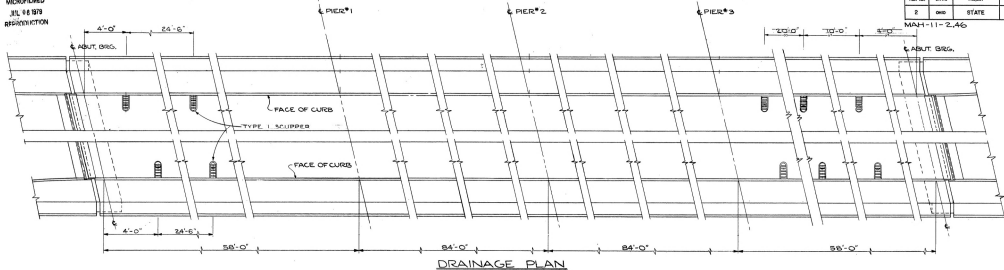 MICROFILMED
JUL 06 1979
REPRODUCTION
2 OHIO STATE
MAH-11-2.46
℄ PIER #1
℄ PIER #2
℄ PIER #3
4'-0"
24'-6"
20'-0"
10'-0"
4'-0"
℄ ABUT. BRG.
℄ ABUT. BRG.
FACE OF CURB
TYPE 1 SCUPPER
FACE OF CURB
4'-0"
24'-6"
58'-0"
84'-0"
84'-0"
58'-0"
DRAINAGE PLAN